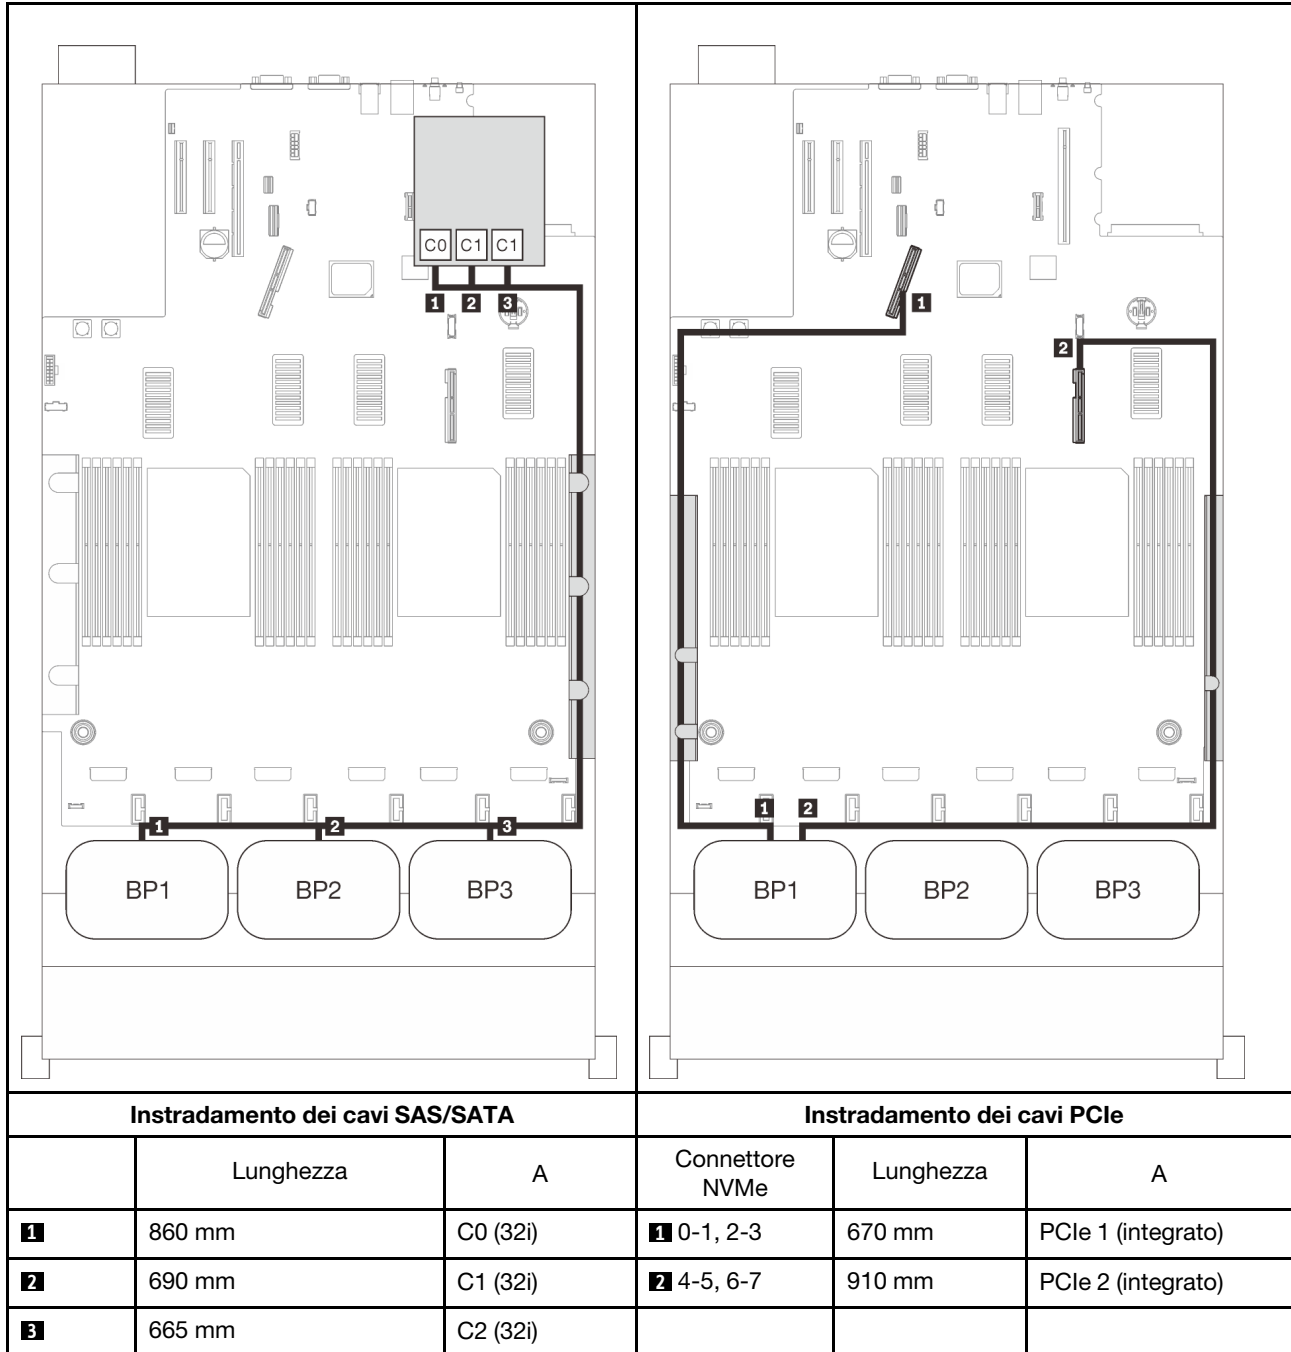 C0 C1 C1
1 2 3
1 2 3
BP1 BP2 BP3
1
2
1 2
BP1 BP2 BP3
Instradamento dei cavi SAS/SATA
Instradamento dei cavi PCIe
Lunghezza
A
Connettore
NVMe
Lunghezza
A
1 860 mm C0 (32i) 1 0-1, 2-3 670 mm PCIe 1 (integrato)
2 690 mm C1 (32i) 2 4-5, 6-7 910 mm PCIe 2 (integrato)
3 665 mm C2 (32i)